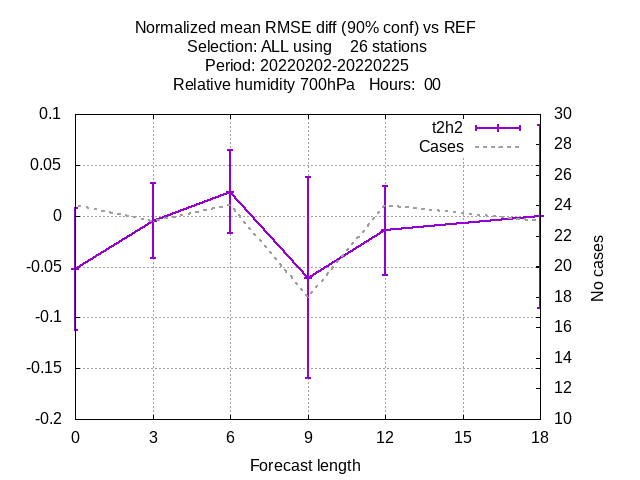 Normalized mean RMSE diff (90% conf) vs REF
Selection: ALL using    26 stations
Period: 20220202-20220225
Relative humidity 700hPa   Hours:  00
t2h2
Cases
0.1
0.05
0
-0.05
-0.1
-0.15
-0.2
30
28
26
24
22
20
18
16
14
12
10
No cases
0 3 6 9 12 15 18
Forecast length